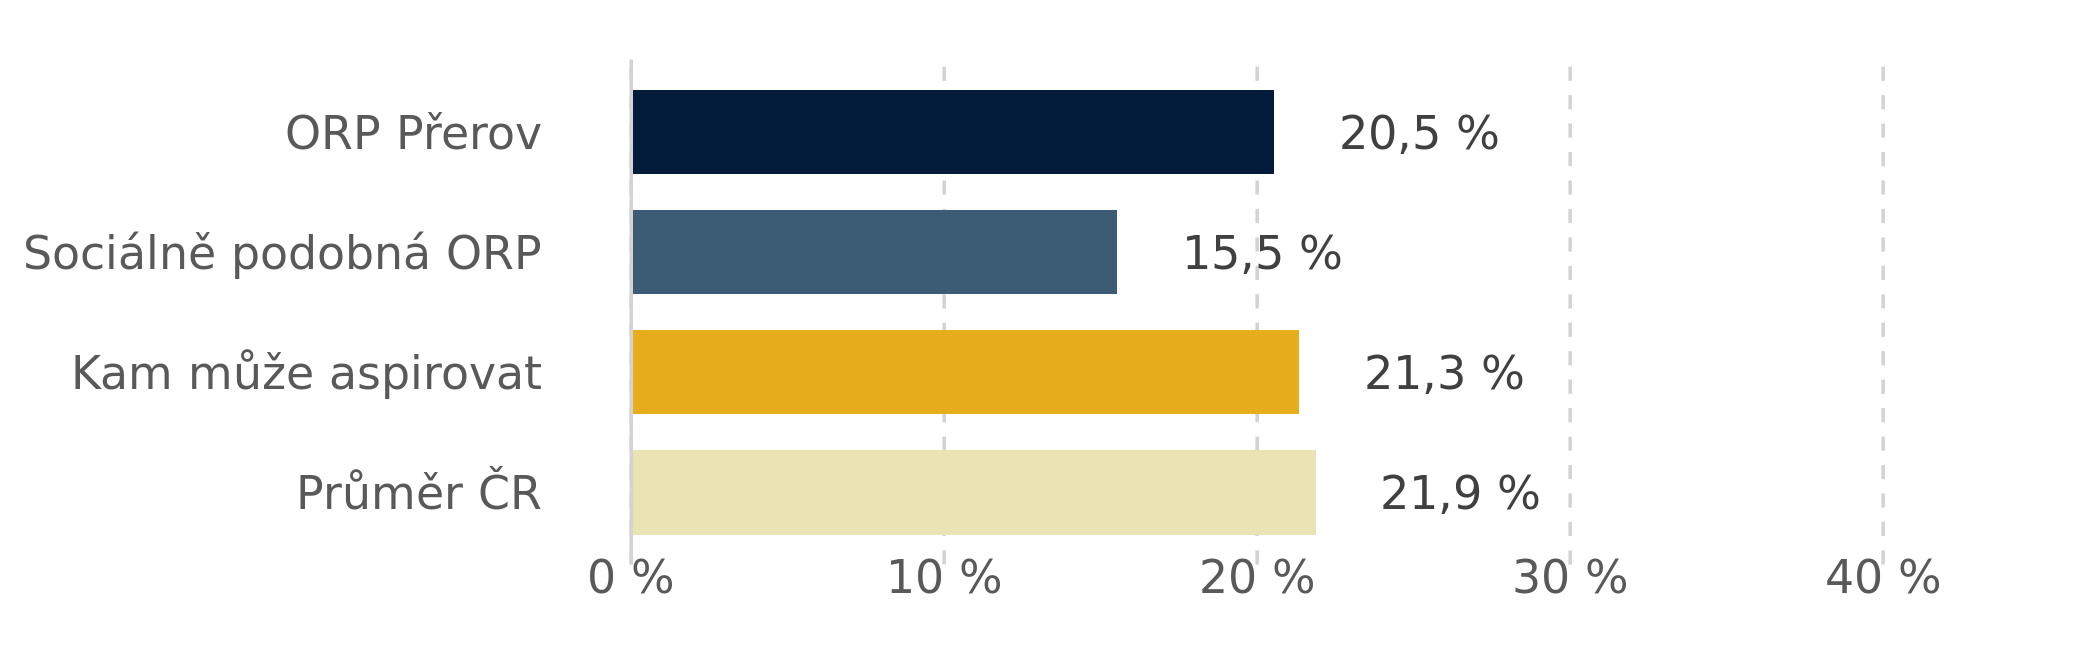 ORP Přerov
20,5 %
Sociálně podobná ORP
15,5 %
Kam může aspirovat
21,3 %
Průměr ČR
21,9 %
0 %
10 %
20 %
30 %
40 %